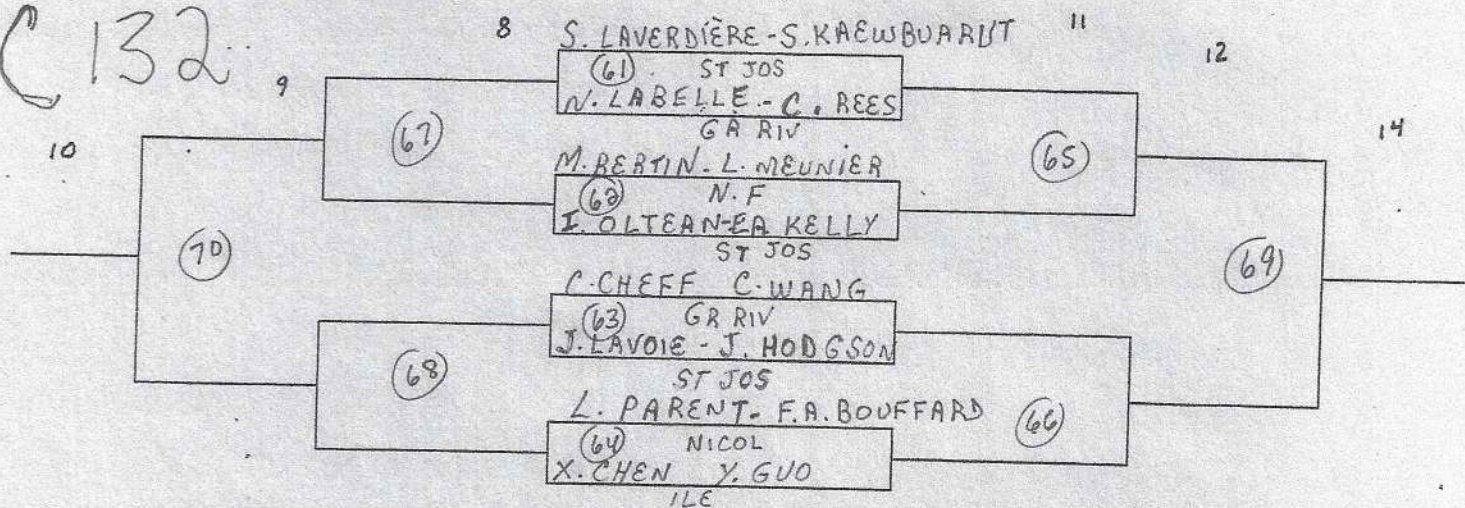 C 132
8
11
S. LAVERDIÈRE - S. KAEWBUARUT
12
9
61 ST JOS
N. LABELLE - C. REES
GR RIV
14
10
67
65
M. BERTIN - L. MEUNIER
62 N.F
I. OLTEAN - EA KELLY
ST JOS
70
69
C. CHEFF C. WANG
63 GR RIV
J. LAVOIE - J. HODGSON
ST JOS
68
66
L. PARENT - F.A. BOUFFARD
64 NICOL
X. CHEN Y. GUO
ILE